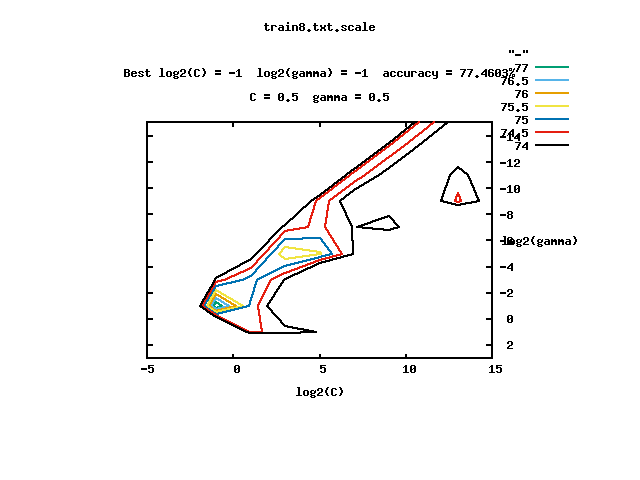 train8.txt.scale
"-"
Best log2(C) = -1  log2(gamma) = -1  accuracy = 77.4603%
77
76.5
C = 0.5  gamma = 0.5
76
75.5
75
74.5
74
-14
-12
-10
-8
-6
log2(gamma)
-4
-2
0
2
-5 0 5 10 15
log2(C)